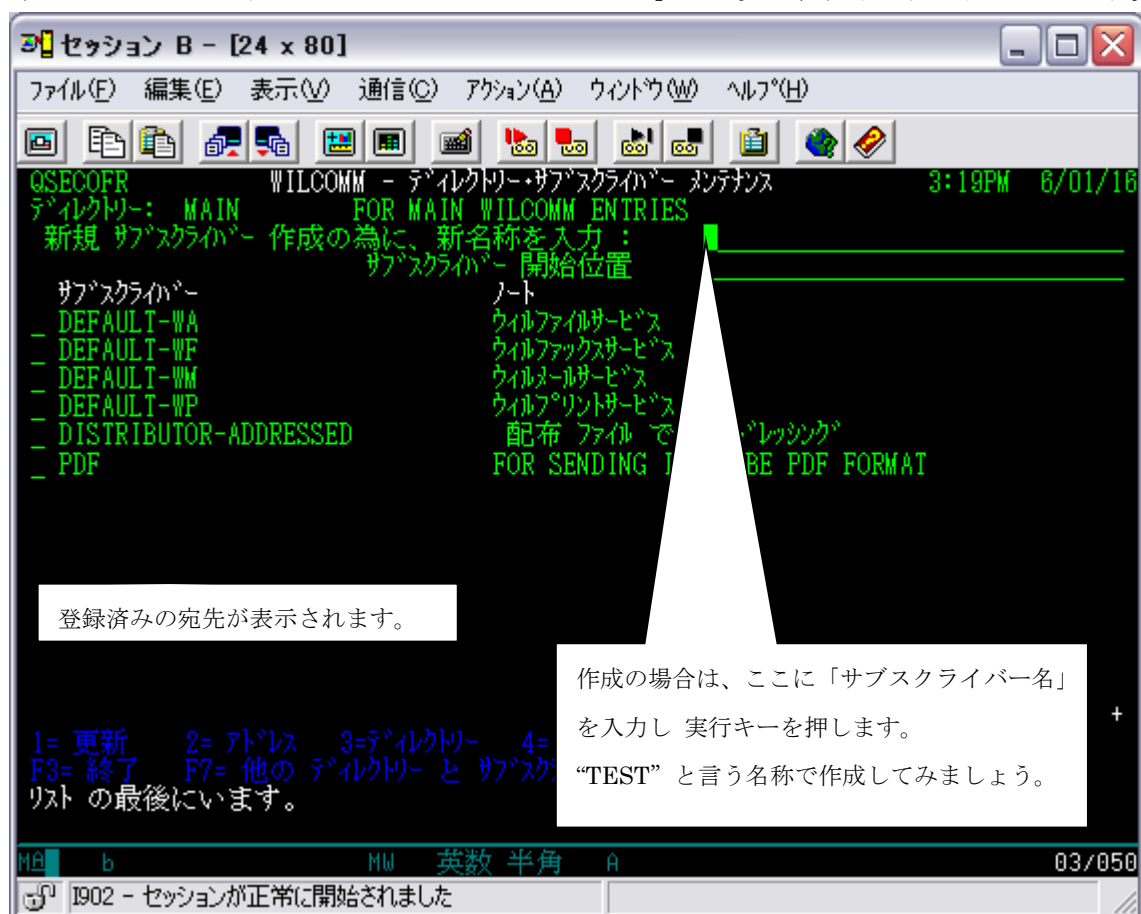 セッション B - [24 x 80]
ファイル(F) 編集(E) 表示(V) 通信(C) アクション(A) ウィンドウ(W) ヘルプ(H)
QSECOFR WILCOMM - ディレクトリー・サブスクライバー メンテナンス 3:19PM 6/01/16
ディレクトリー: MAIN FOR MAIN WILCOMM ENTRIES
新規 サブスクライバー 作成の為に、新名称を入力 :
サブスクライバー 開始位置
サブスクライバー ノート
_ DEFAULT-WA ウィルファイルサービス
_ DEFAULT-WF ウィルファックスサービス
_ DEFAULT-WM ウィルメールサービス
_ DEFAULT-WP ウィルプリントサービス
_ DISTRIBUTOR-ADDRESSED 配布 ファイル で レッシング
_ PDF FOR SENDING BE PDF FORMAT
登録済みの宛先が表示されます。
作成の場合は、ここに「サブスクライバー名」
を入力し 実行キーを押します。
“TEST” と言う名称で作成してみましょう。
+
1= 更新 2= アドレス 3=ディレクトリー 4=
F3= 終了 F7= 他の ディレクトリー と サブスク
リスト の最後にいます。
MA b MW 英数 半角 A 03/050
I902 - セッションが正常に開始されました